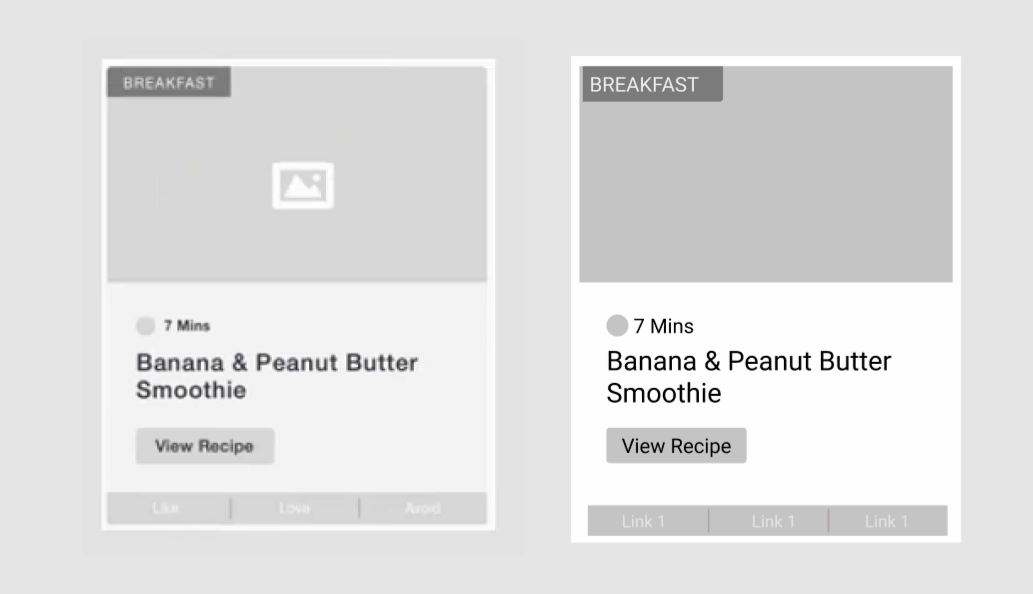 BREAKFAST
7 Mins
Banana & Peanut Butter
Smoothie
View Recipe
Like
Love
Avoid
BREAKFAST
7 Mins
Banana & Peanut Butter
Smoothie
View Recipe
Link 1
Link 1
Link 1